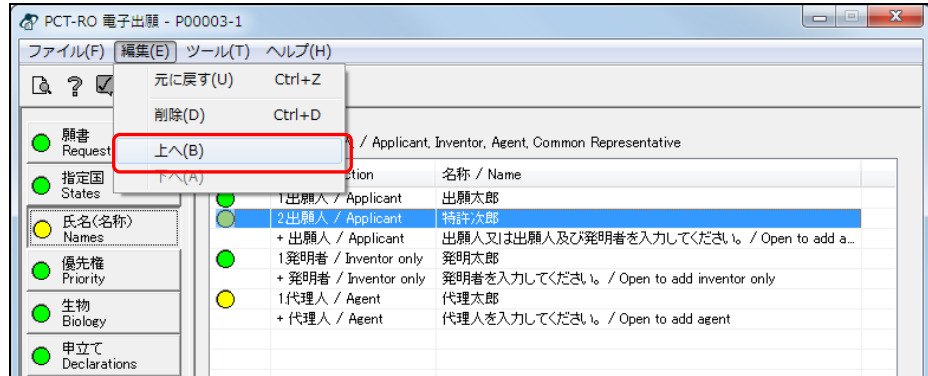 PCT-RO 電子出願 - P00003-1
ファイル(F) 編集(E) ツール(T) ヘルプ(H)
元に戻す(U) Ctrl+Z
削除(D) Ctrl+D
上へ(B)
下へ(A)
/ Applicant, Inventor, Agent, Common Representative
願書
Request
指定国
States
氏名(名称)
Names
優先権
Priority
生物
Biology
申立て
Declarations
ction 名称 / Name
1出願人 / Applicant 出願太郎
2出願人 / Applicant 特許次郎
+ 出願人 / Applicant 出願人又は出願人及び発明者を入力してください。 / Open to add a...
1発明者 / Inventor only 発明太郎
+ 発明者 / Inventor only 発明者を入力してください。 / Open to add inventor only
1代理人 / Agent 代理太郎
+ 代理人 / Agent 代理人を入力してください。 / Open to add agent